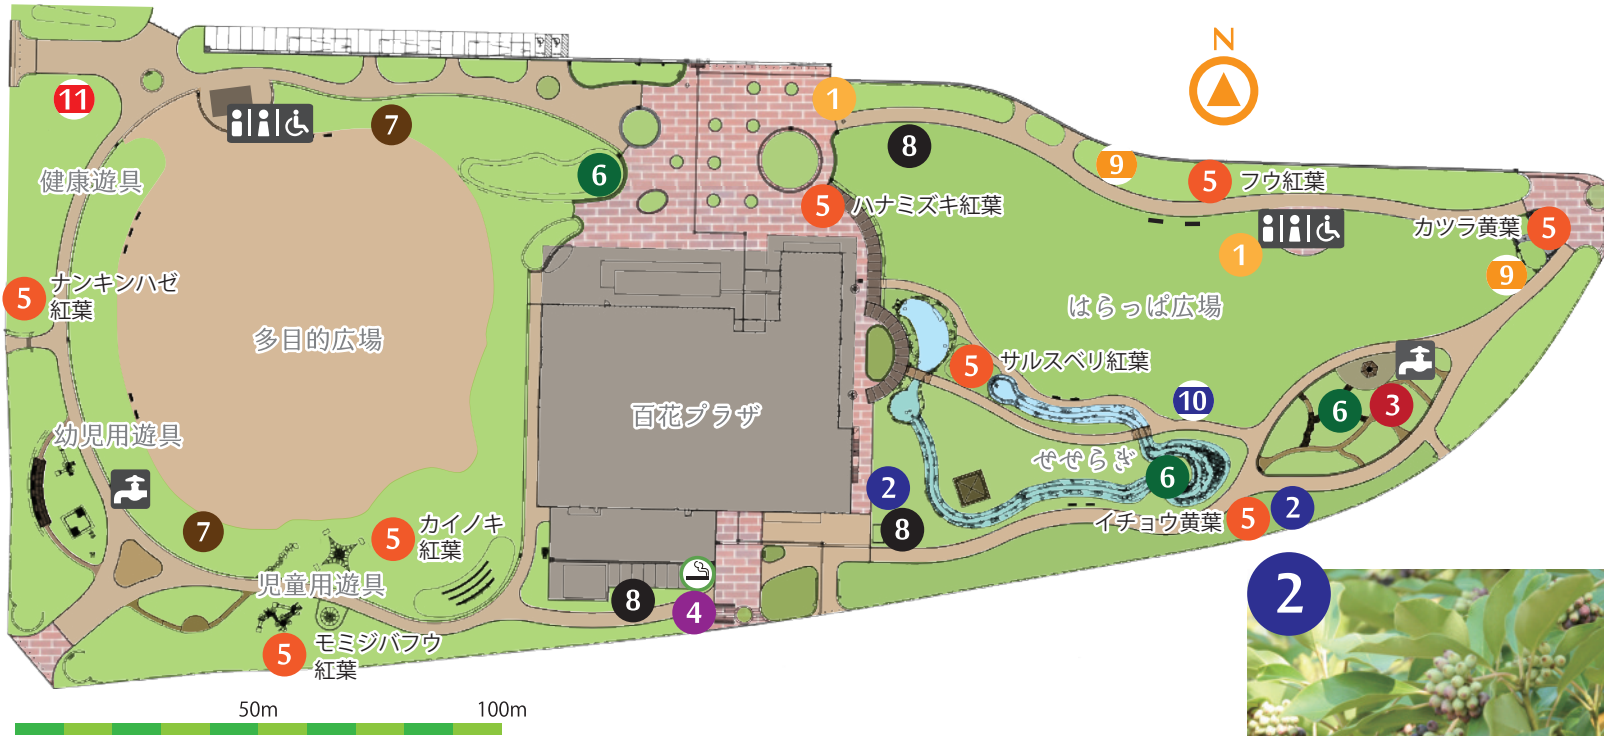 N
1
11
7
8
6
9
5 フウ紅葉
健康遊具
5 ハナミズキ紅葉
カツラ黄葉 5
1
9
5 ナンキンハゼ
紅葉
はらっぱ広場
多目的広場
5 サルスベリ紅葉
10
6
3
百花プラザ
幼児用遊具
せせらぎ
6
2
7
8
イチョウ黄葉 5
2
5 カイノキ
紅葉
児童用遊具
8
4
5 モミジバフウ
紅葉
2
50m
100m